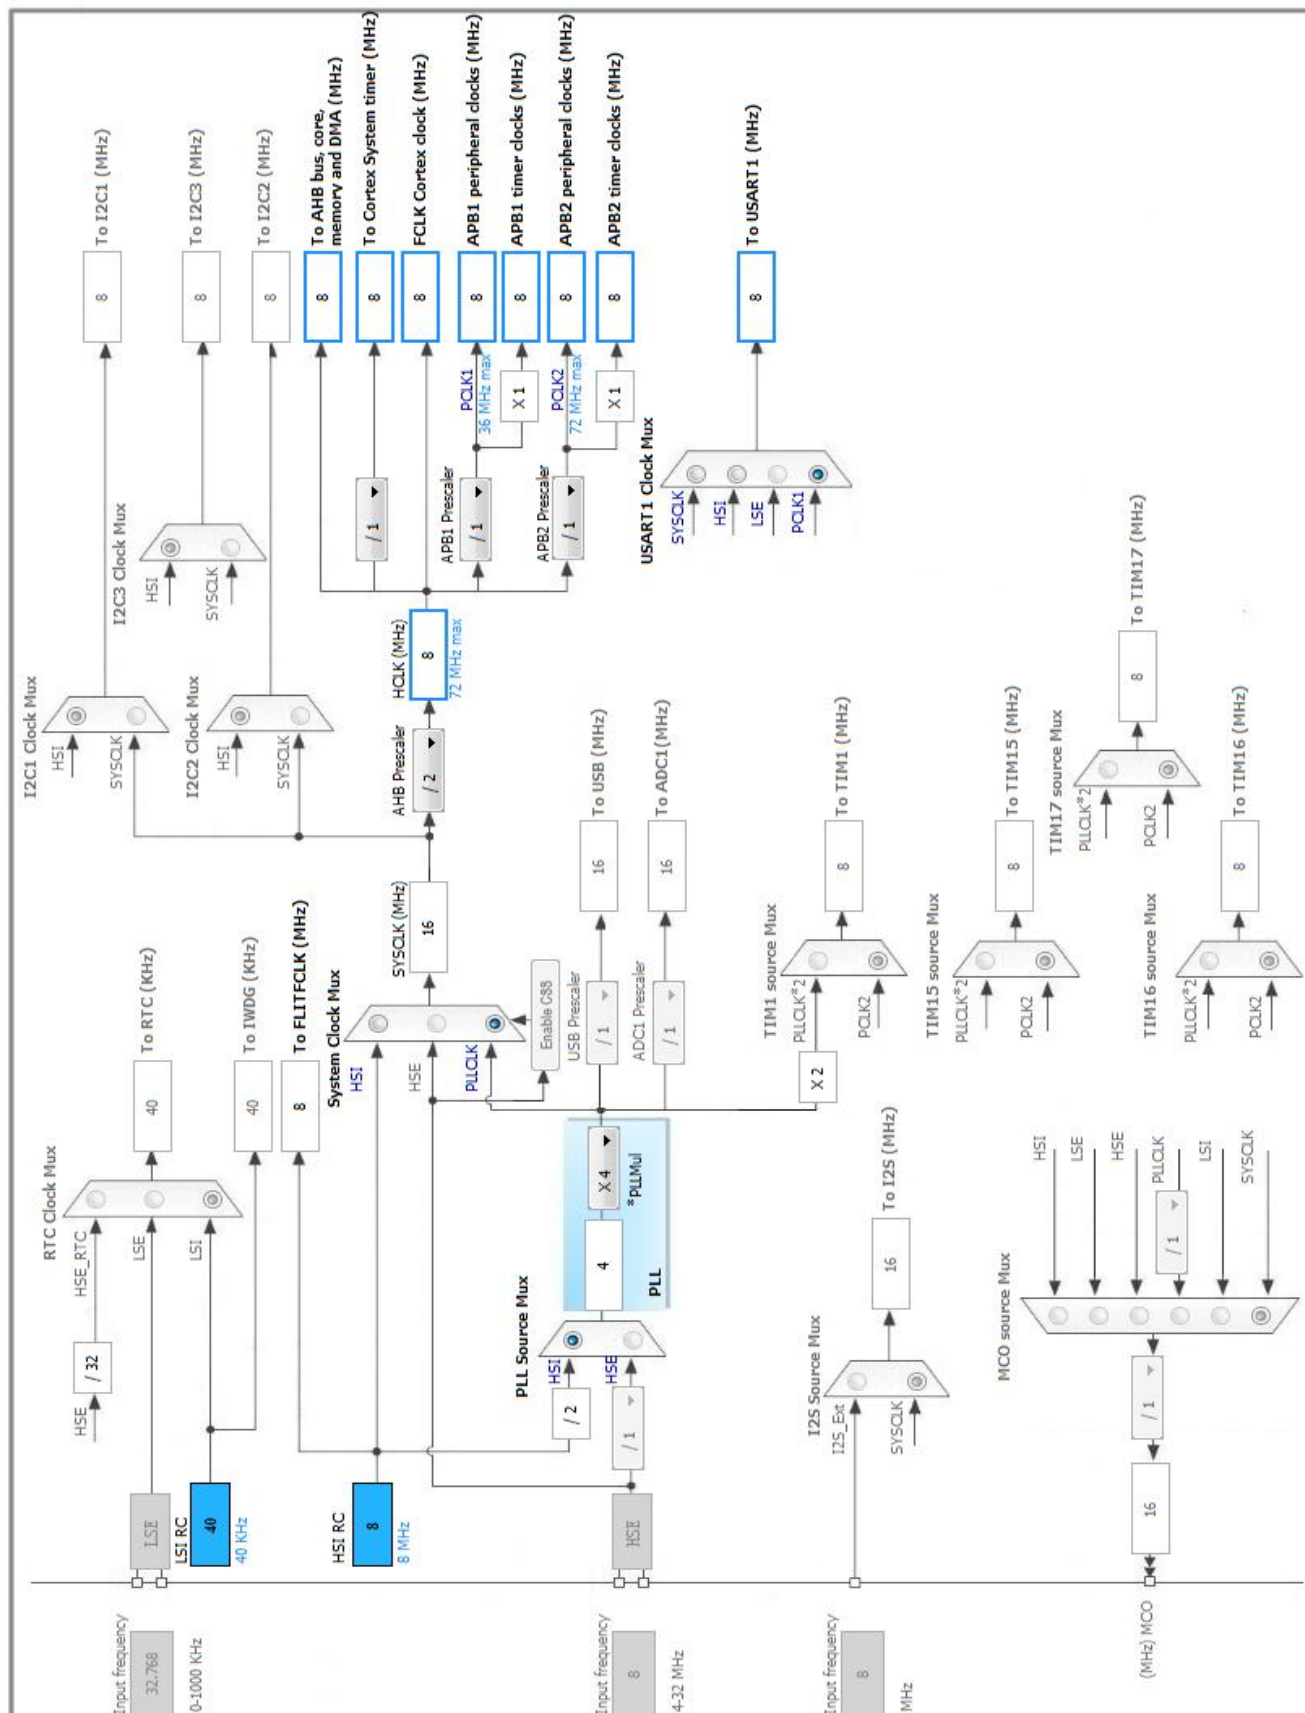 Input frequency
32.768
0-1000 KHz
LSE
LSI RC
40
40 KHz
HSI RC
8
8 MHz
Input frequency
8
4-32 MHz
HSE
Input frequency
8
MHz
(MHz) MCO
16
/ 1
MCO source Mux
HSI
LSE
HSE
PLLCLK
/ 1
LSI
SYSCLK
HSE
/ 32
HSE_RTC
LSE
LSI
RTC Clock Mux
40
To RTC (KHz)
40
To IWDG (KHz)
8
To FLITFCLK (MHz)
/ 2
/ 1
HSI
HSE
PLL Source Mux
4
X 4
*PLLMul
PLL
I2S_Ext
SYSCLK
I2S Source Mux
16
To I2S (MHz)
System Clock Mux
HSI
HSE
PLLCLK
Enable CSS
SYSCLK (MHz)
16
USB Prescaler
/ 1
16
To USB (MHz)
ADC1 Prescaler
/ 1
16
To ADC1(MHz)
X 2
TIM1 source Mux
PLLCLK*2
PCLK2
8
To TIM1 (MHz)
TIM15 source Mux
PLLCLK*2
PCLK2
8
To TIM15 (MHz)
TIM16 source Mux
PLLCLK*2
PCLK2
8
To TIM16 (MHz)
TIM17 source Mux
PLLCLK*2
PCLK2
8
To TIM17 (MHz)
I2C1 Clock Mux
HSI
SYSCLK
8
To I2C1 (MHz)
I2C3 Clock Mux
HSI
SYSCLK
8
To I2C3 (MHz)
I2C2 Clock Mux
HSI
SYSCLK
8
To I2C2 (MHz)
AHB Prescaler
/ 2
HCLK (MHz)
8
72 MHz max
8
To AHB bus, core,
memory and DMA (MHz)
/ 1
8
To Cortex System timer (MHz)
8
FCLK Cortex clock (MHz)
APB1 Prescaler
/ 1
PCLK1
36 MHz max
8
APB1 peripheral clocks (MHz)
X 1
8
APB1 timer clocks (MHz)
APB2 Prescaler
/ 1
PCLK2
72 MHz max
8
APB2 peripheral clocks (MHz)
X 1
8
APB2 timer clocks (MHz)
USART1 Clock Mux
SYSCLK
HSI
LSE
PCLK1
8
To USART1 (MHz)